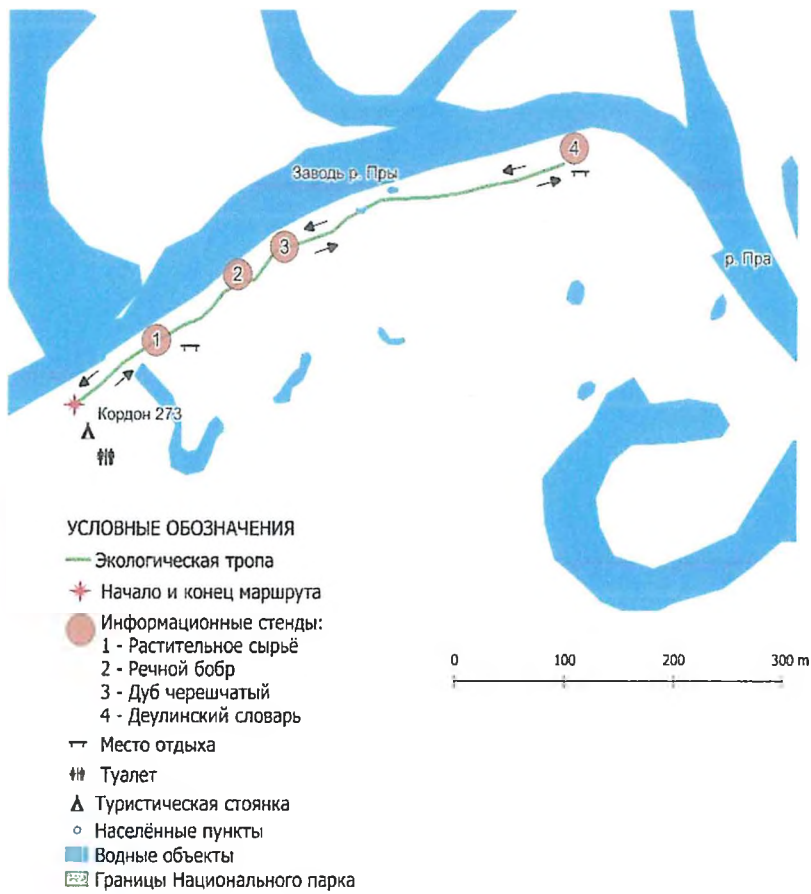 4
Заводь р. Пры
3
р. Пра
2
1
Кордон 273
УСЛОВНЫЕ ОБОЗНАЧЕНИЯ
Экологическая тропа
Начало и конец маршрута
Информационные стенды:
1 - Растительное сырьё
2 - Речной бобр
3 - Дуб черешчатый
4 - Деулинский словарь
0 100 200 300 m
Место отдыха
Туалет
Туристическая стоянка
Населённые пункты
Водные объекты
Границы Национального парка